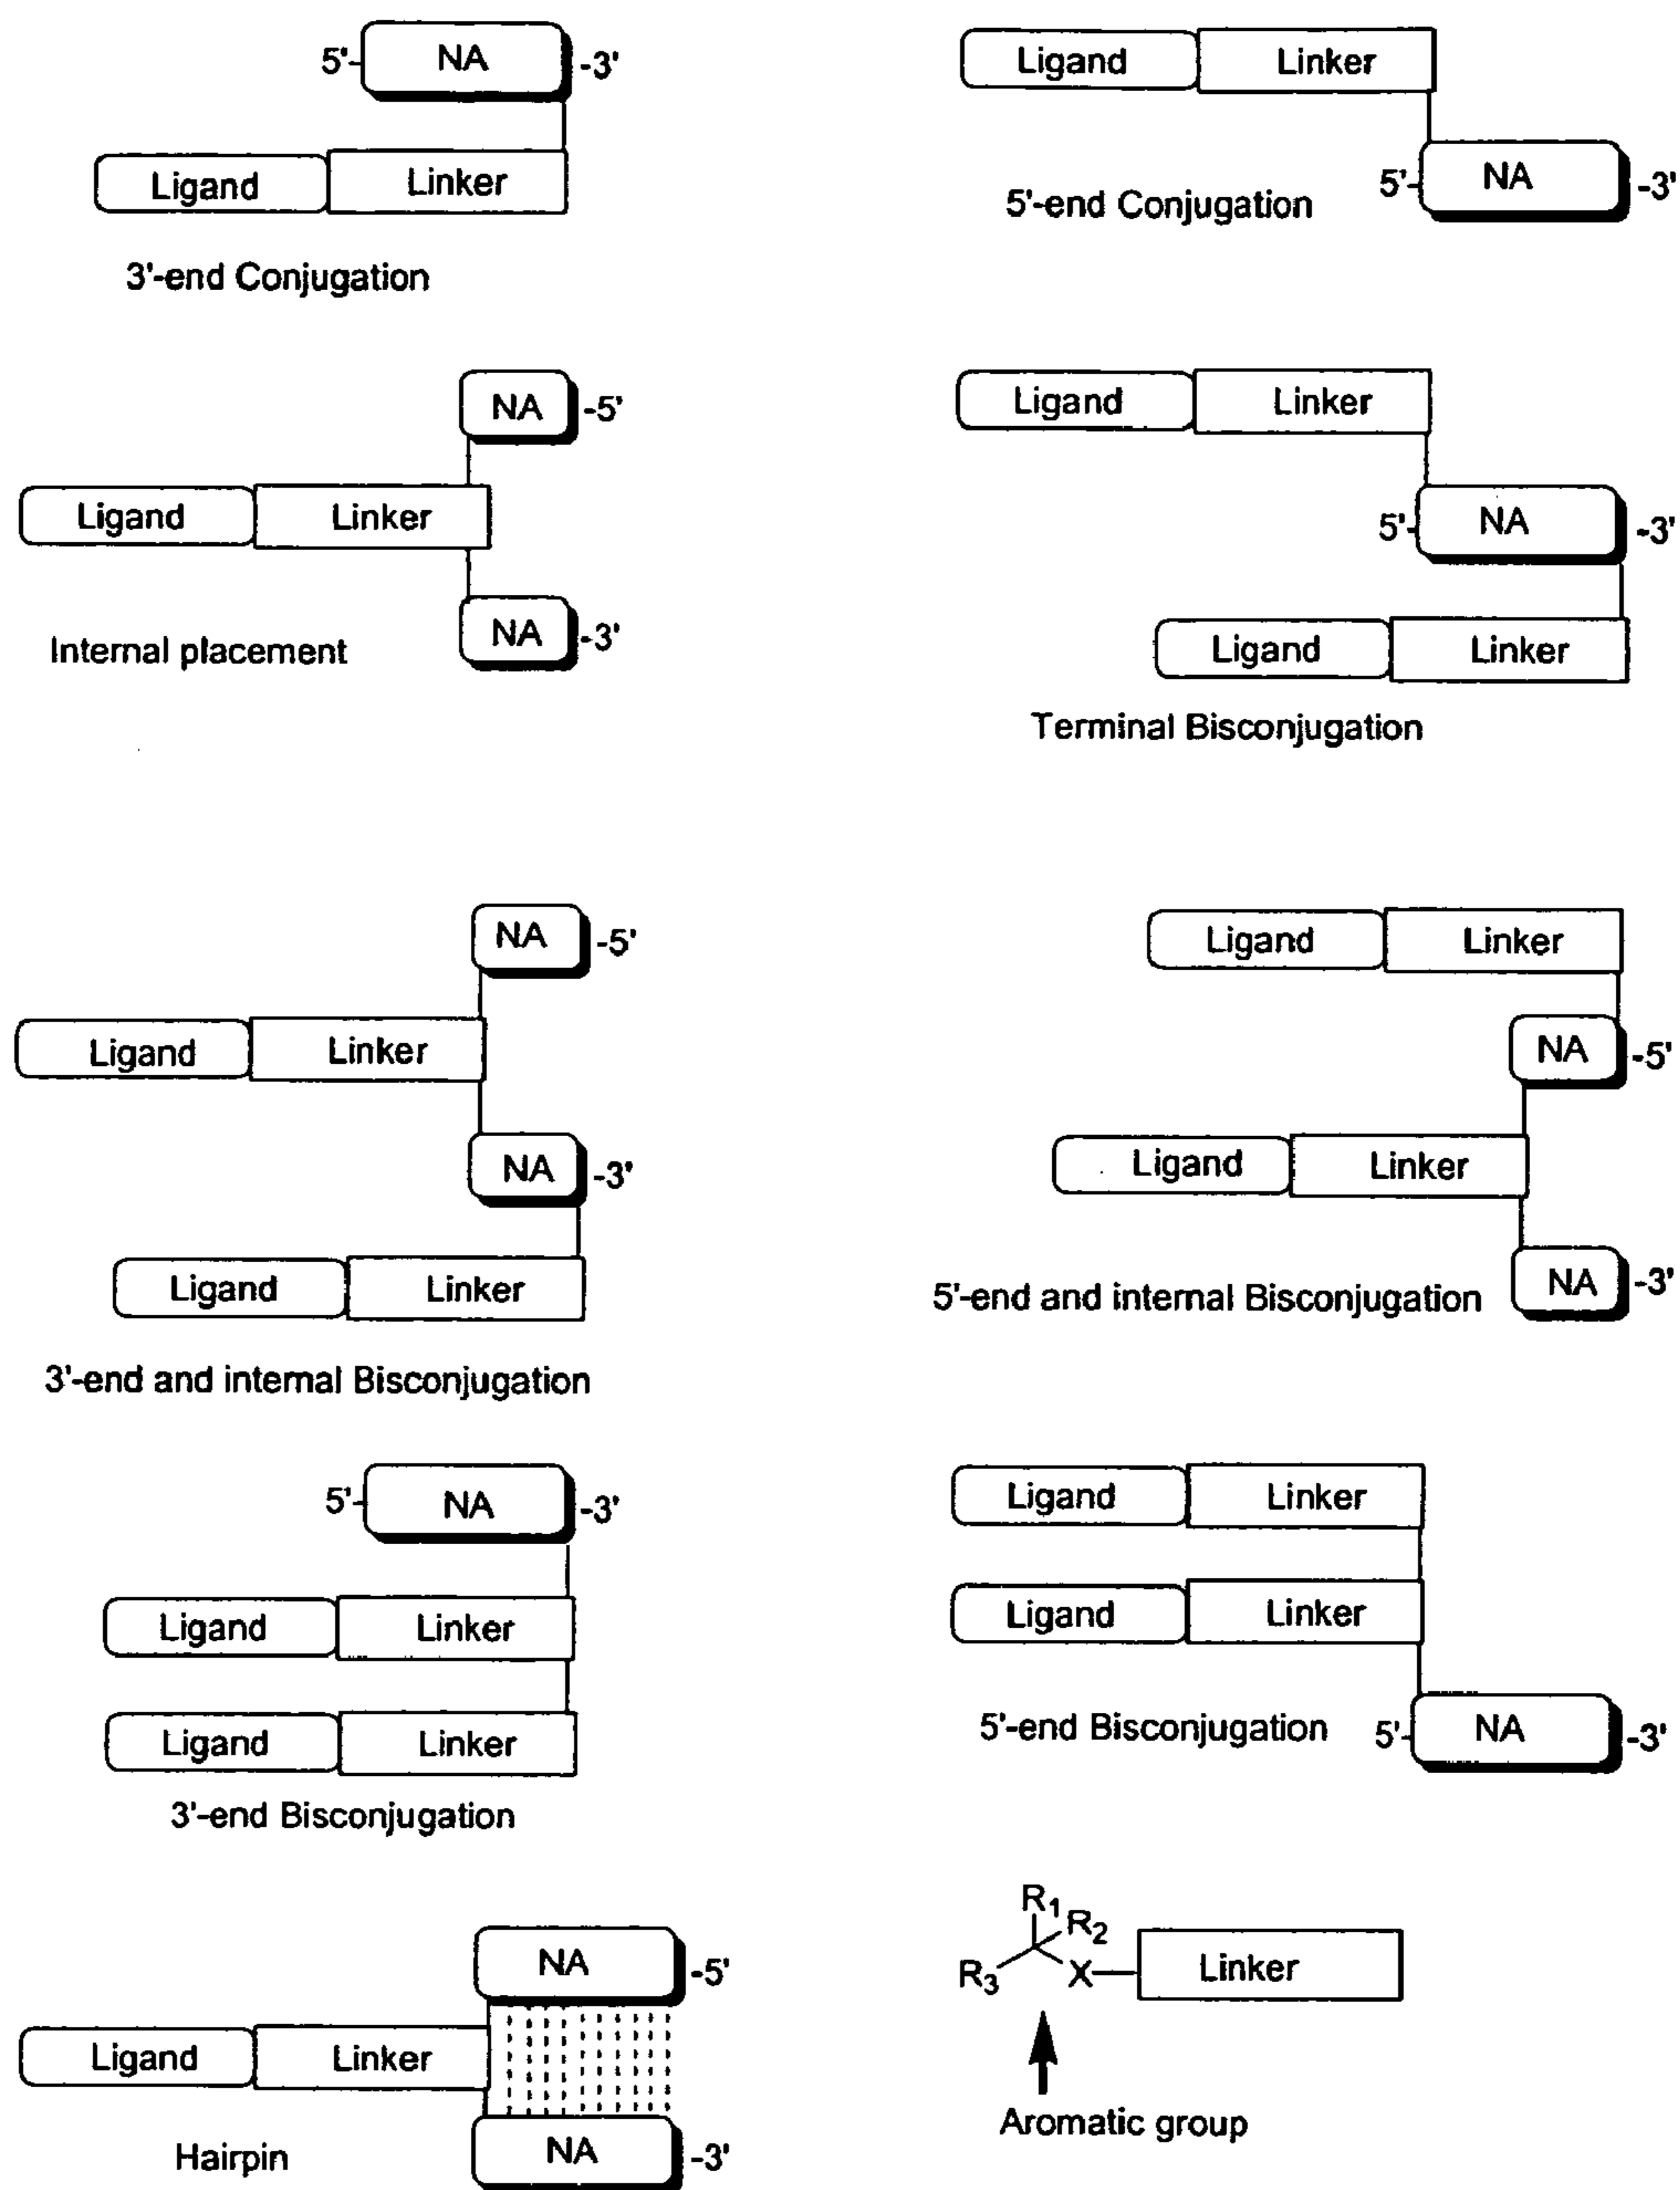 5'- NA -3'
Ligand Linker
3'-end Conjugation
Ligand Linker
5'- NA -3'
5'-end Conjugation
NA -5'
Ligand Linker
NA -3'
Internal placement
Ligand Linker
5'- NA -3'
Ligand Linker
Terminal Bisconjugation
NA -5'
Ligand Linker
NA -3'
Ligand Linker
3'-end and internal Bisconjugation
Ligand Linker
NA -5'
Ligand Linker
NA -3'
5'-end and internal Bisconjugation
5'- NA -3'
Ligand Linker
Ligand Linker
3'-end Bisconjugation
Ligand Linker
Ligand Linker
5'-end Bisconjugation 5'- NA -3'
NA -5'
Ligand Linker
NA -3'
Hairpin
R1
R2
R3 X Linker
Aromatic group